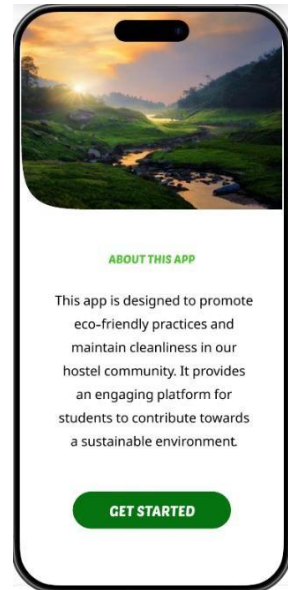 ABOUT THIS APP
This app is designed to promote
eco-friendly practices and
maintain cleanliness in our
hostel community. It provides
an engaging platform for
students to contribute towards
a sustainable environment.
GET STARTED